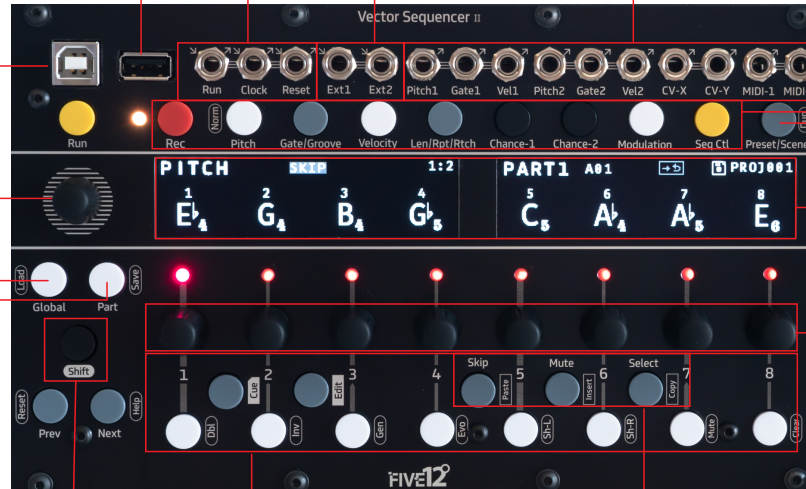 Vector Sequencer II
Run Clock Reset Ext1 Ext2 Pitch1 Gate1 Vel1 Pitch2 Gate2 Vel2 CV-X CV-Y MIDI-1 MIDI
Run Rec Norm Pitch Gate/Groove Velocity Len/Rpt/Rtch Chance-1 Chance-2 Modulation Seq Ctl Preset/Scene
PITCH SKIP 1:2 PART1 A01 PROJ001
1 2 3 4 5 6 7 8
E♭4 G4 B4 G♭5 C5 A♭4 A♭5 E6
Load Global Part Save
Shift
1 2 3 4 5 6 7 8
Skip Mute Select
Cue Edit Paste Insert Copy
Reset Prev Next Help
Dbl Inv Gen Evo Sh-L Sh-R Mute Clear
FIVE12